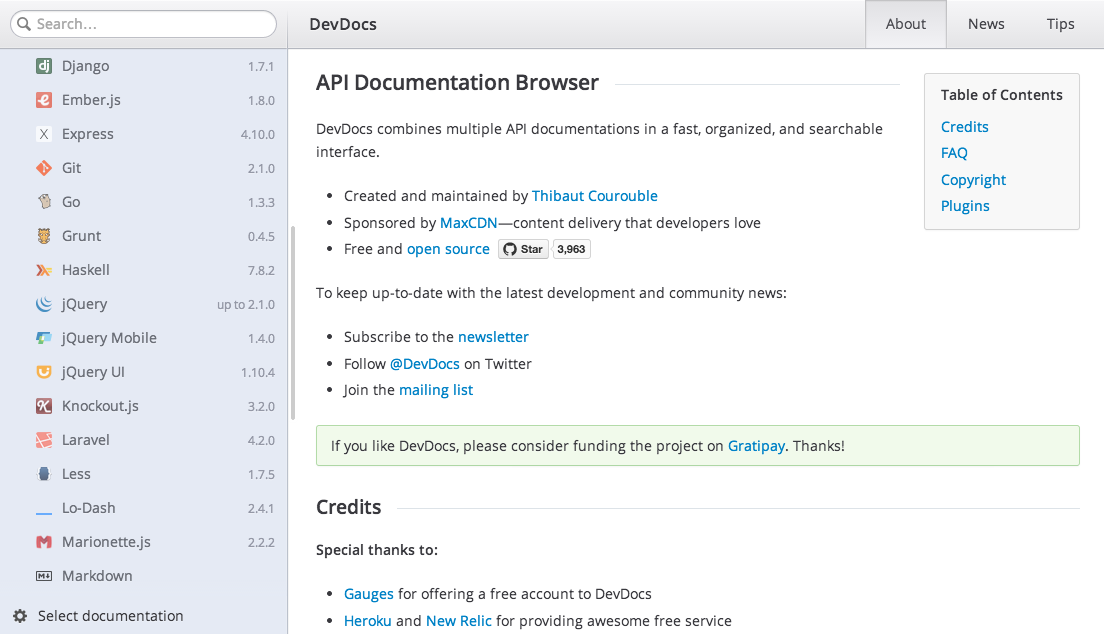 Search...
DevDocs
About
News
Tips
Django 1.7.1
Ember.js 1.8.0
Express 4.10.0
Git 2.1.0
Go 1.3.3
Grunt 0.4.5
Haskell 7.8.2
jQuery up to 2.1.0
jQuery Mobile 1.4.0
jQuery UI 1.10.4
Knockout.js 3.2.0
Laravel 4.2.0
Less 1.7.5
Lo-Dash 2.4.1
Marionette.js 2.2.2
Markdown
Select documentation
API Documentation Browser
DevDocs combines multiple API documentations in a fast, organized, and searchable
interface.
• Created and maintained by Thibaut Courouble
• Sponsored by MaxCDN—content delivery that developers love
• Free and open source Star 3,963
To keep up-to-date with the latest development and community news:
• Subscribe to the newsletter
• Follow @DevDocs on Twitter
• Join the mailing list
If you like DevDocs, please consider funding the project on Gratipay. Thanks!
Credits
Special thanks to:
• Gauges for offering a free account to DevDocs
• Heroku and New Relic for providing awesome free service
Table of Contents
Credits
FAQ
Copyright
Plugins